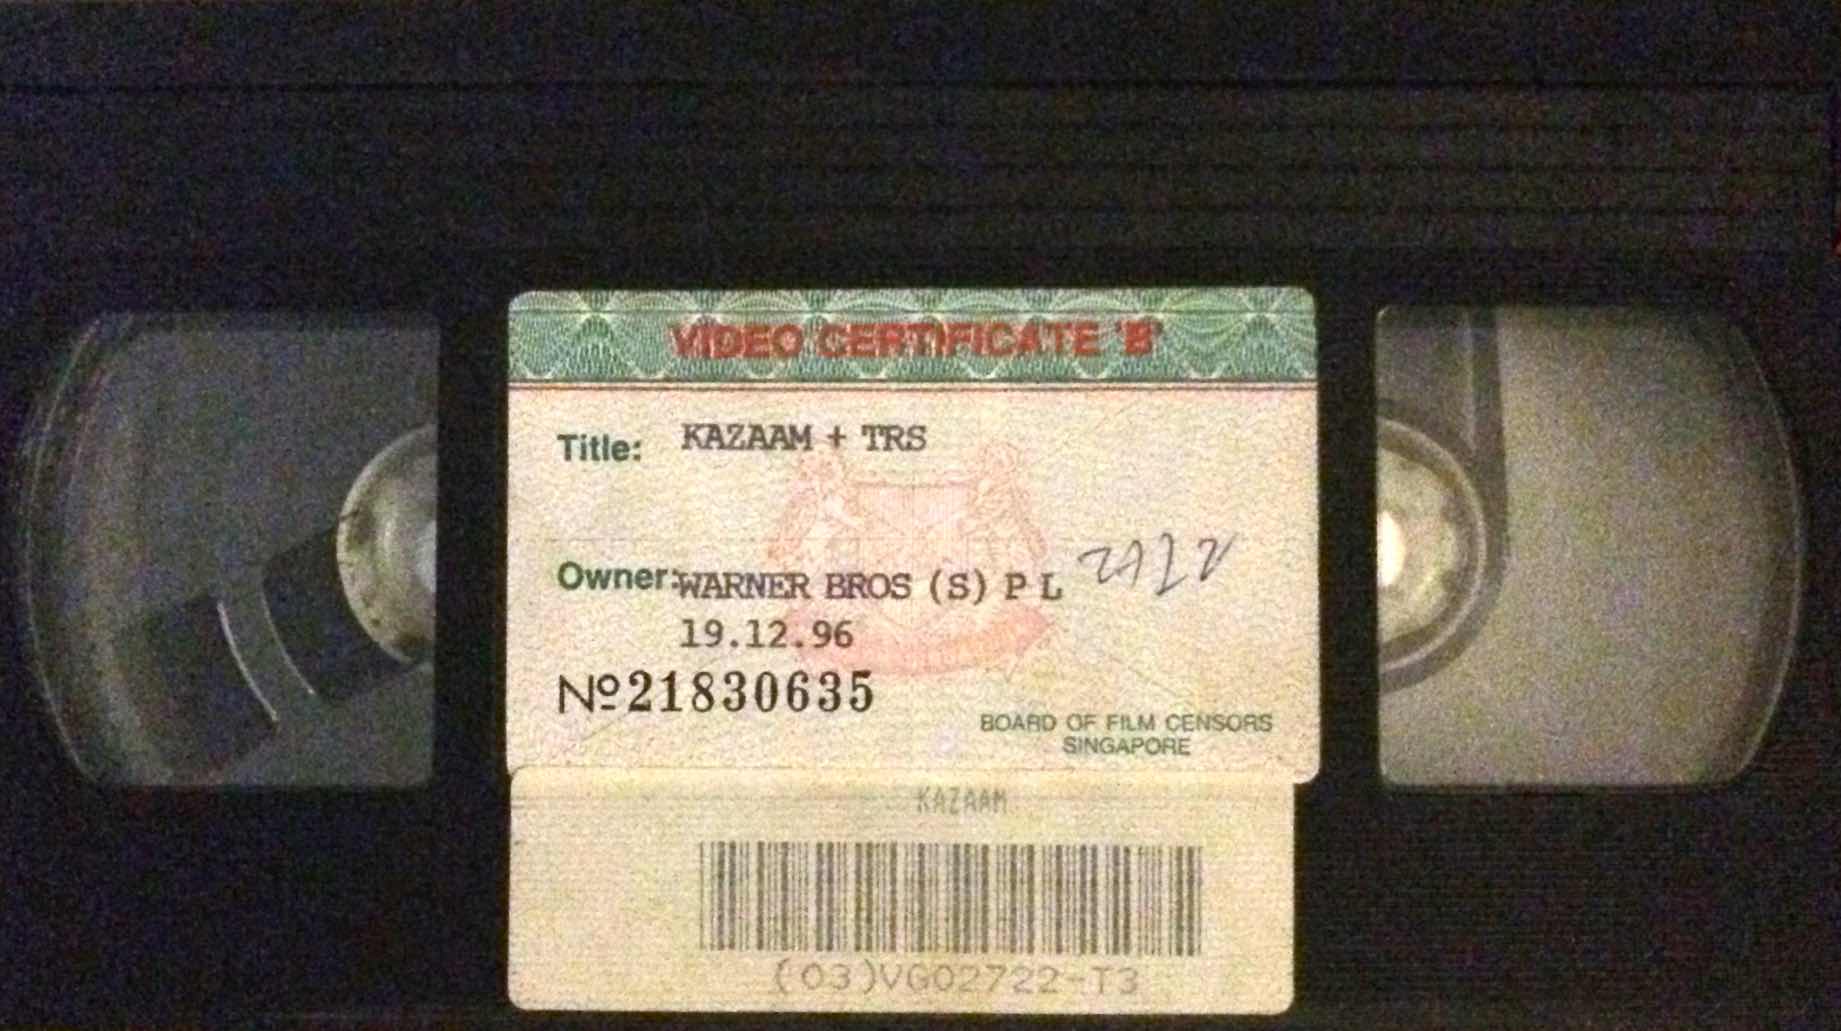 VIDEO CERTIFICATE 'B'
Title: KAZAAM + TRS
Owner: WARNER BROS (S) P L
19.12.96
Nº21830635
BOARD OF FILM CENSORS
SINGAPORE
KAZAAM
(03)VG02722-T3